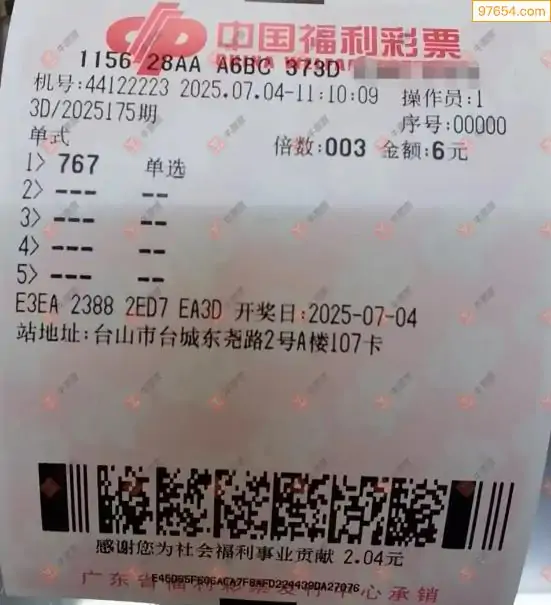 97654.com
中国福利彩票
1156 28AA A6BC 373D
机号:44122223 2025.07.04-11:10:09 操作员:1
3D/2025175期 序号:00000
单式 倍数:003 金额:6元
1> 767 单选
2> --- --
3> --- --
4> --- --
5> --- --
E3EA 2388 2ED7 EA3D 开奖日:2025-07-04
站地址:台山市台城东尧路2号A楼107卡
感谢您为社会福利事业贡献 2.04元
广东省福利彩票发行中心承销